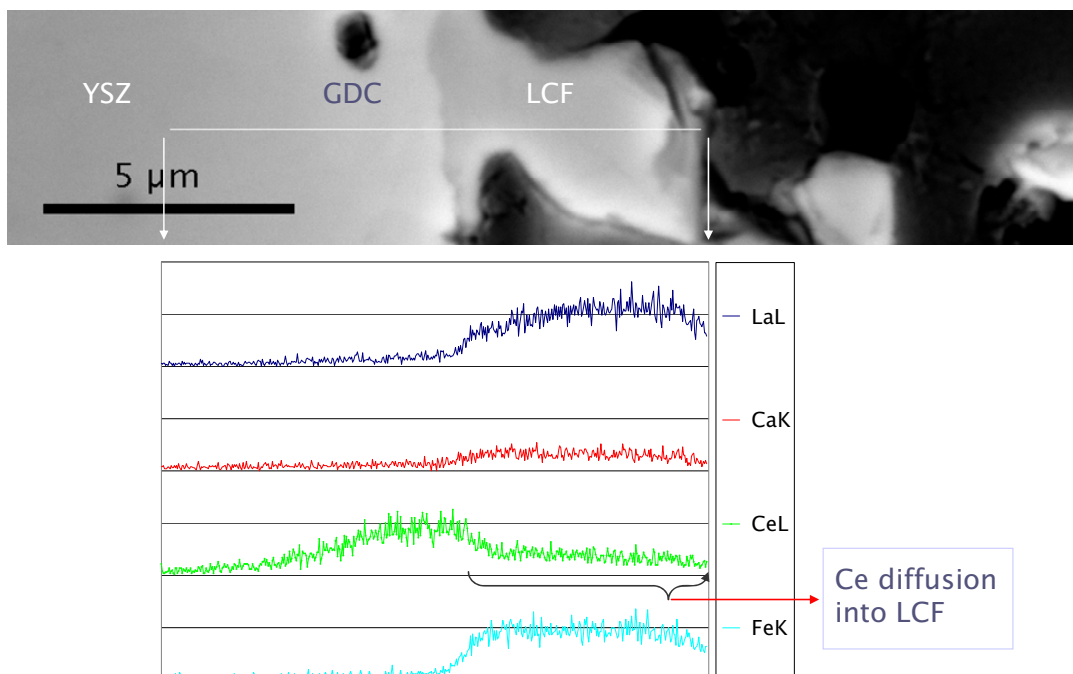 YSZ
GDC
LCF
5 µm
LaL
CaK
CeL
FeK
Ce diffusion
into LCF